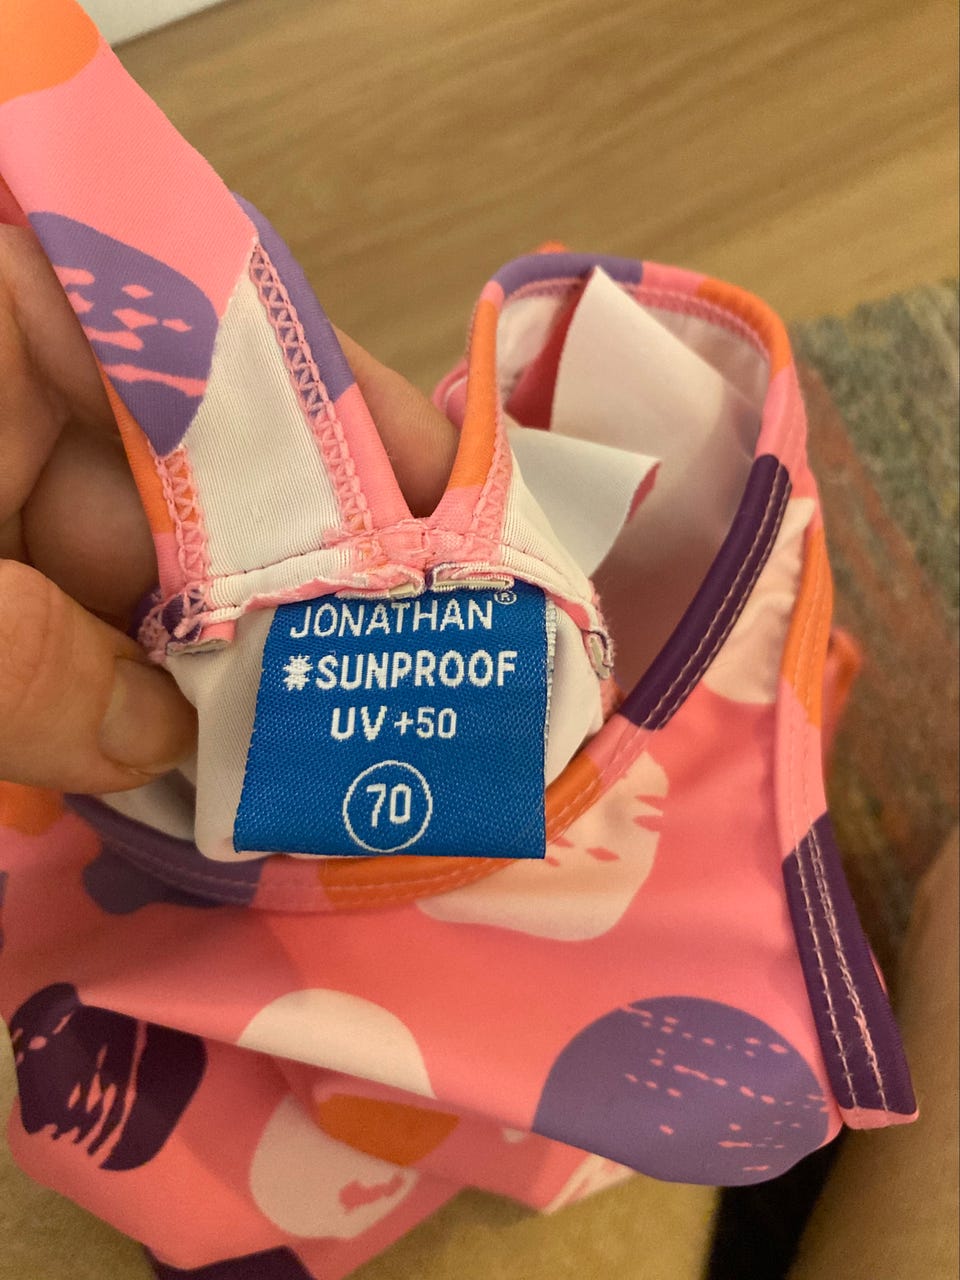 JONATHAN®
SUNPROOF
UV +50
70